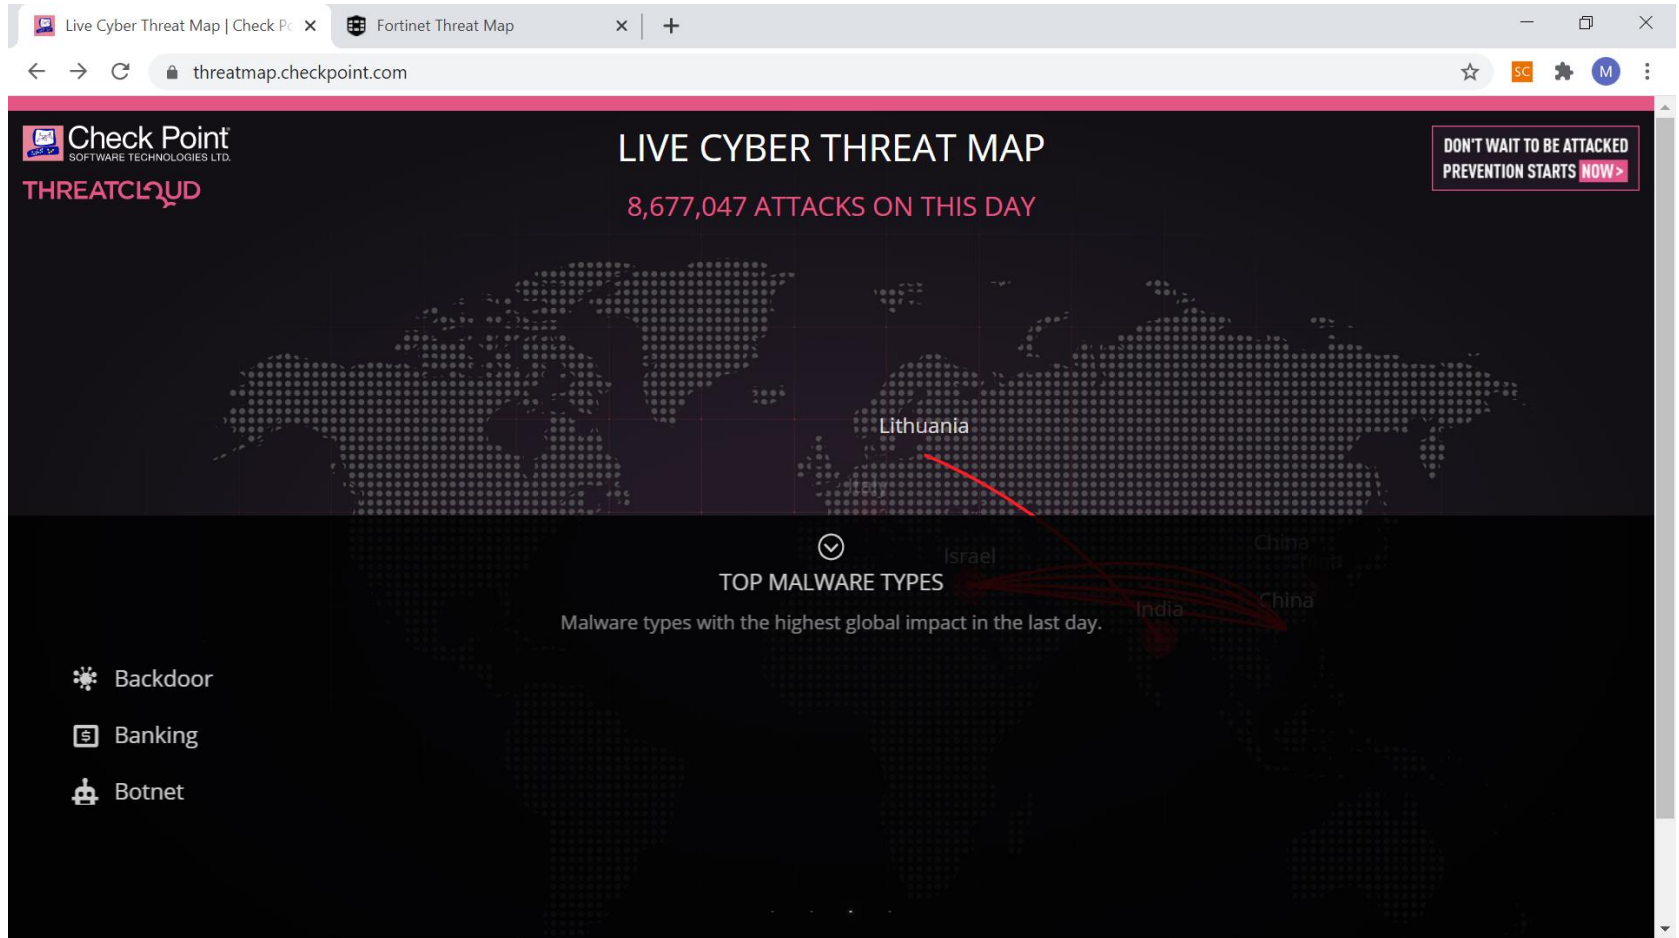 Live Cyber Threat Map | Check Po
Fortinet Threat Map
threatmap.checkpoint.com
SC
M
Check Point
SOFTWARE TECHNOLOGIES LTD.
THREATCLOUD
LIVE CYBER THREAT MAP
8,677,047 ATTACKS ON THIS DAY
DON'T WAIT TO BE ATTACKED
PREVENTION STARTS NOW>
Lithuania
Italy
China
Israel
TOP MALWARE TYPES
China
India
Malware types with the highest global impact in the last day.
Backdoor
Banking
Botnet